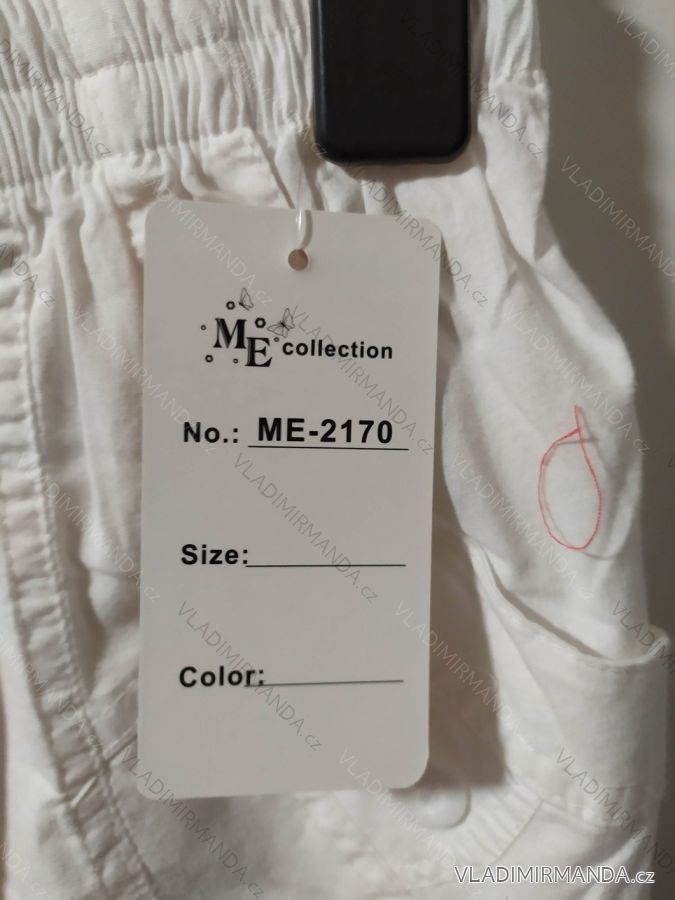 ME collection
No.: ME-2170
Size:
Color:
VLADIMIRMANDA.cz